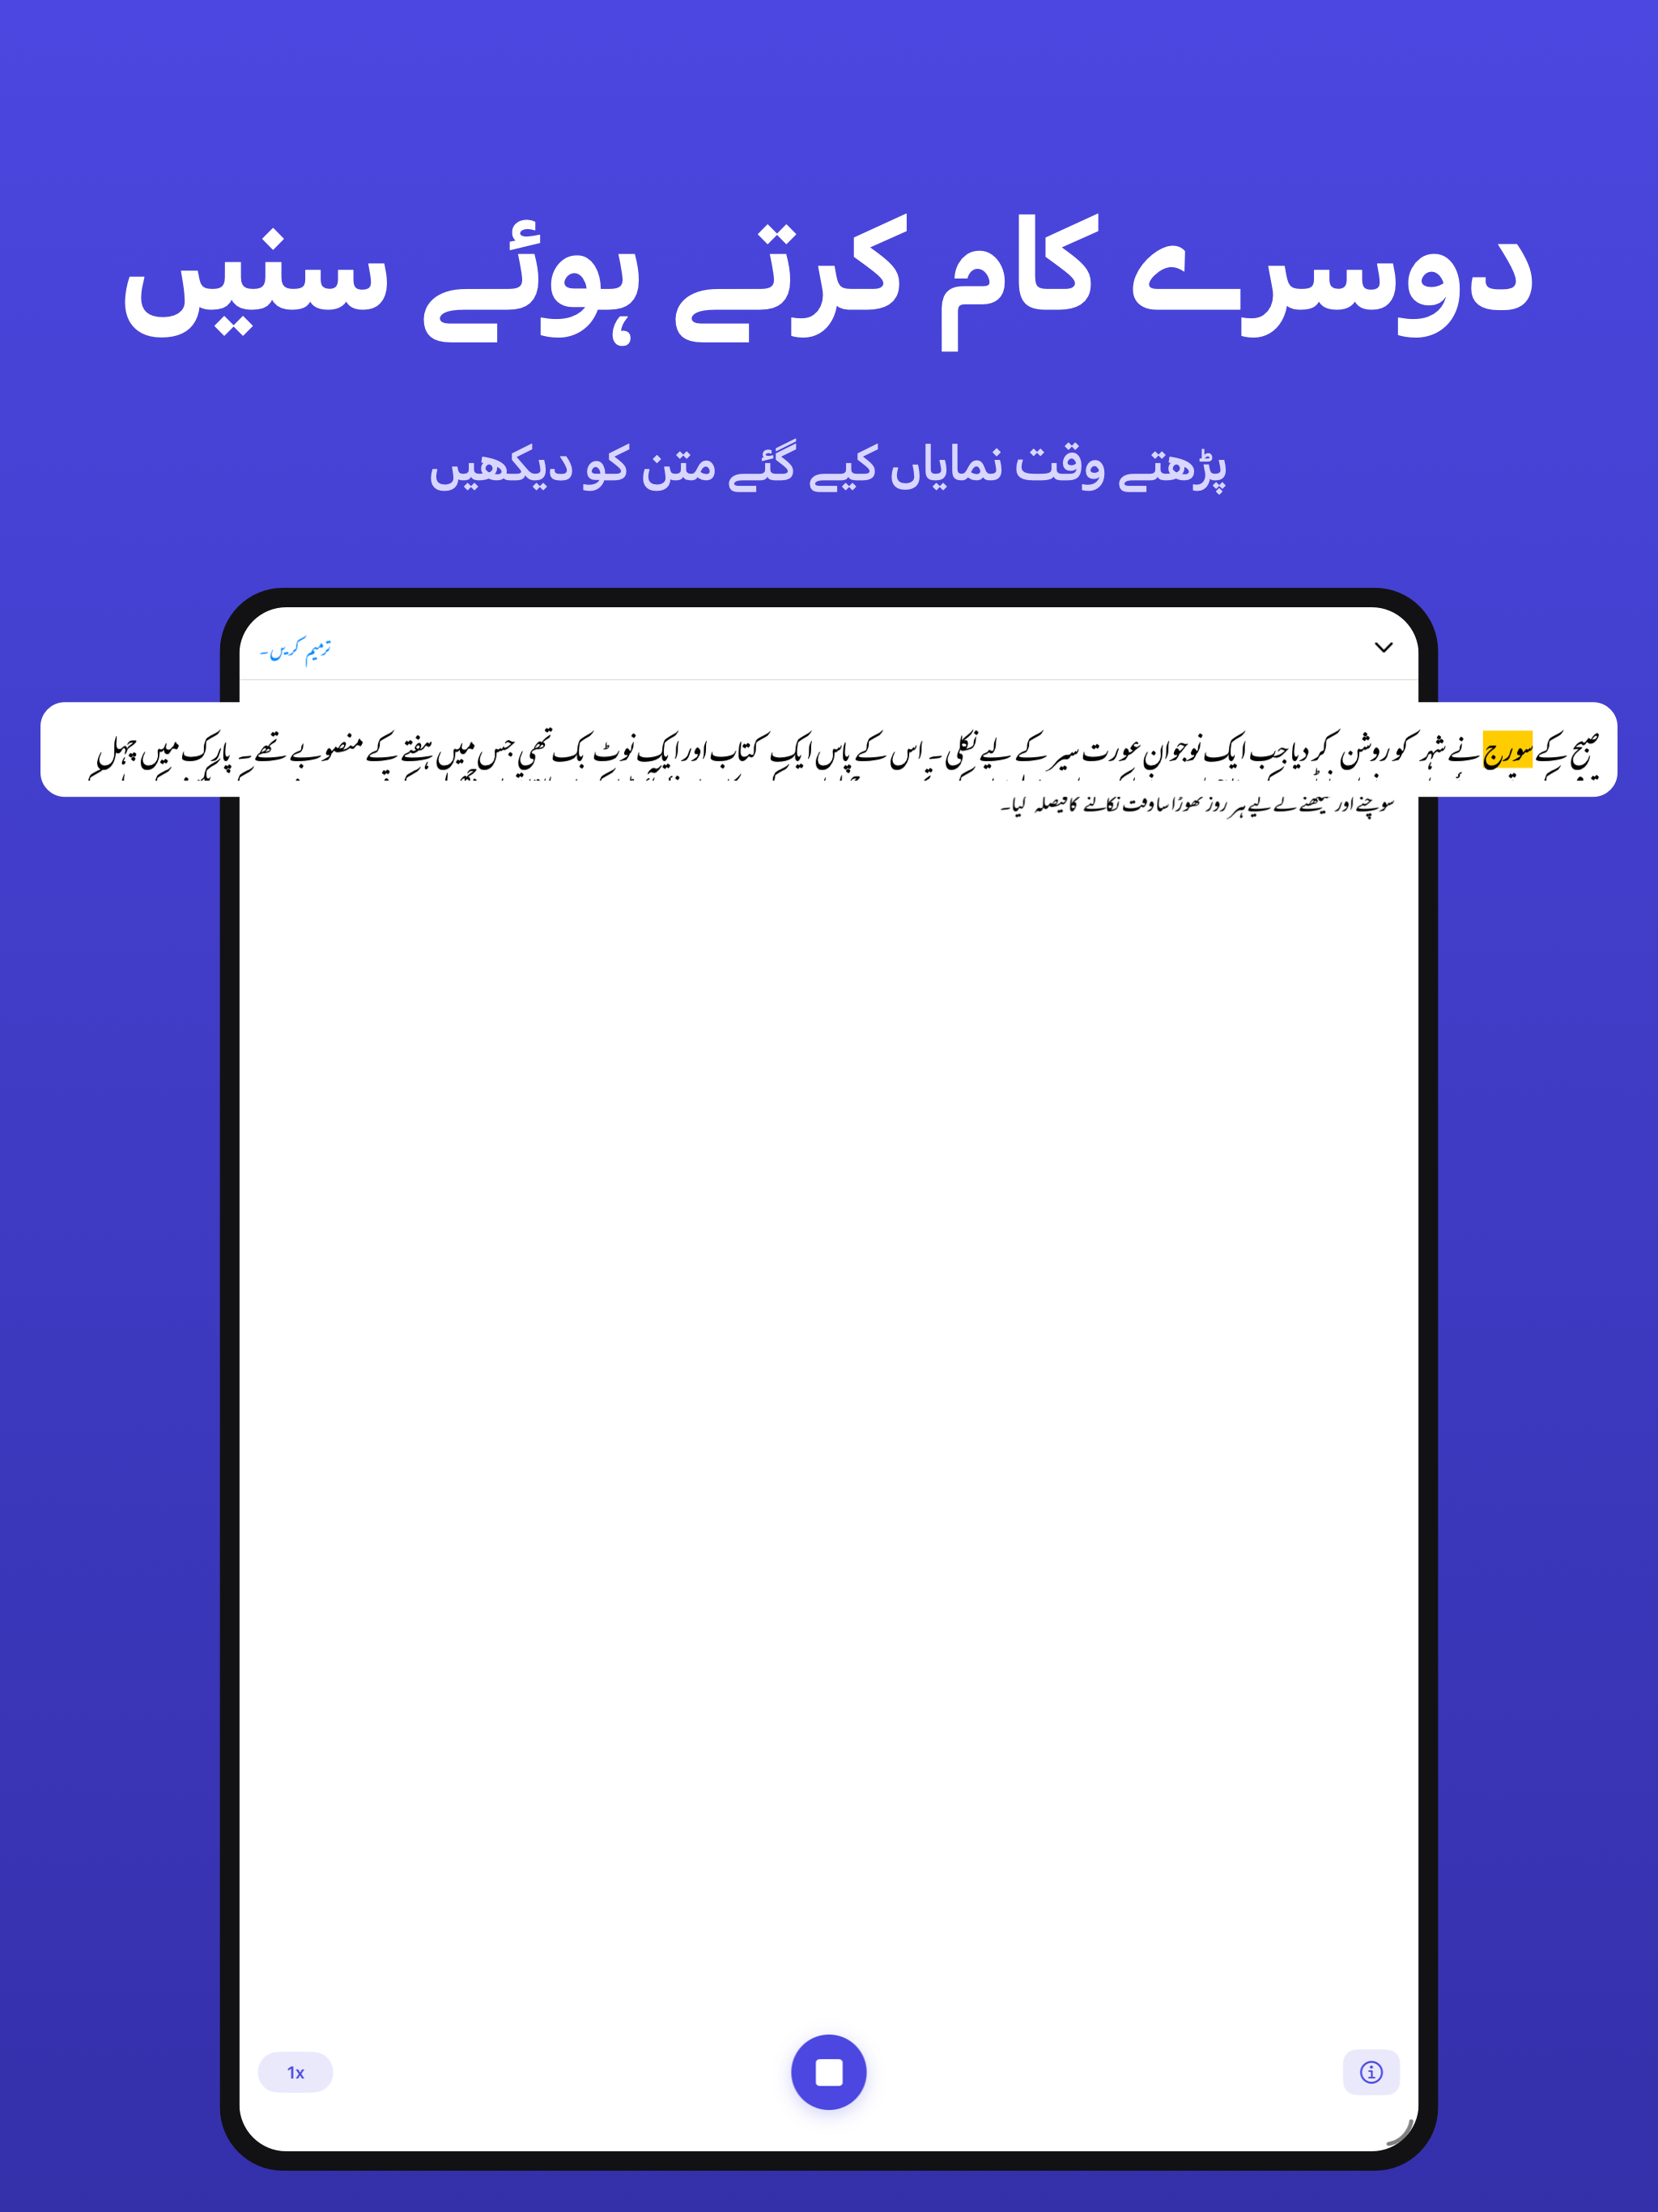 دوسرے کام کرتے ہوئے سنیں
پڑھتے وقت نمایاں کیے گئے متن کو دیکھیں
ترمیم کریں۔
صبح کے سورج نے شہر کو روشن کر دیا جب ایک نوجوان عورت سیر کے لیے نکلی۔ اس کے پاس ایک کتاب اور ایک نوٹ بک تھی جس میں ہفتے کے منصوبے تھے۔ پارک میں چہل
سوچنے اور لکھنے کے لیے ہر روز تھوڑا سا وقت نکالنے کا فیصلہ کیا۔
1x